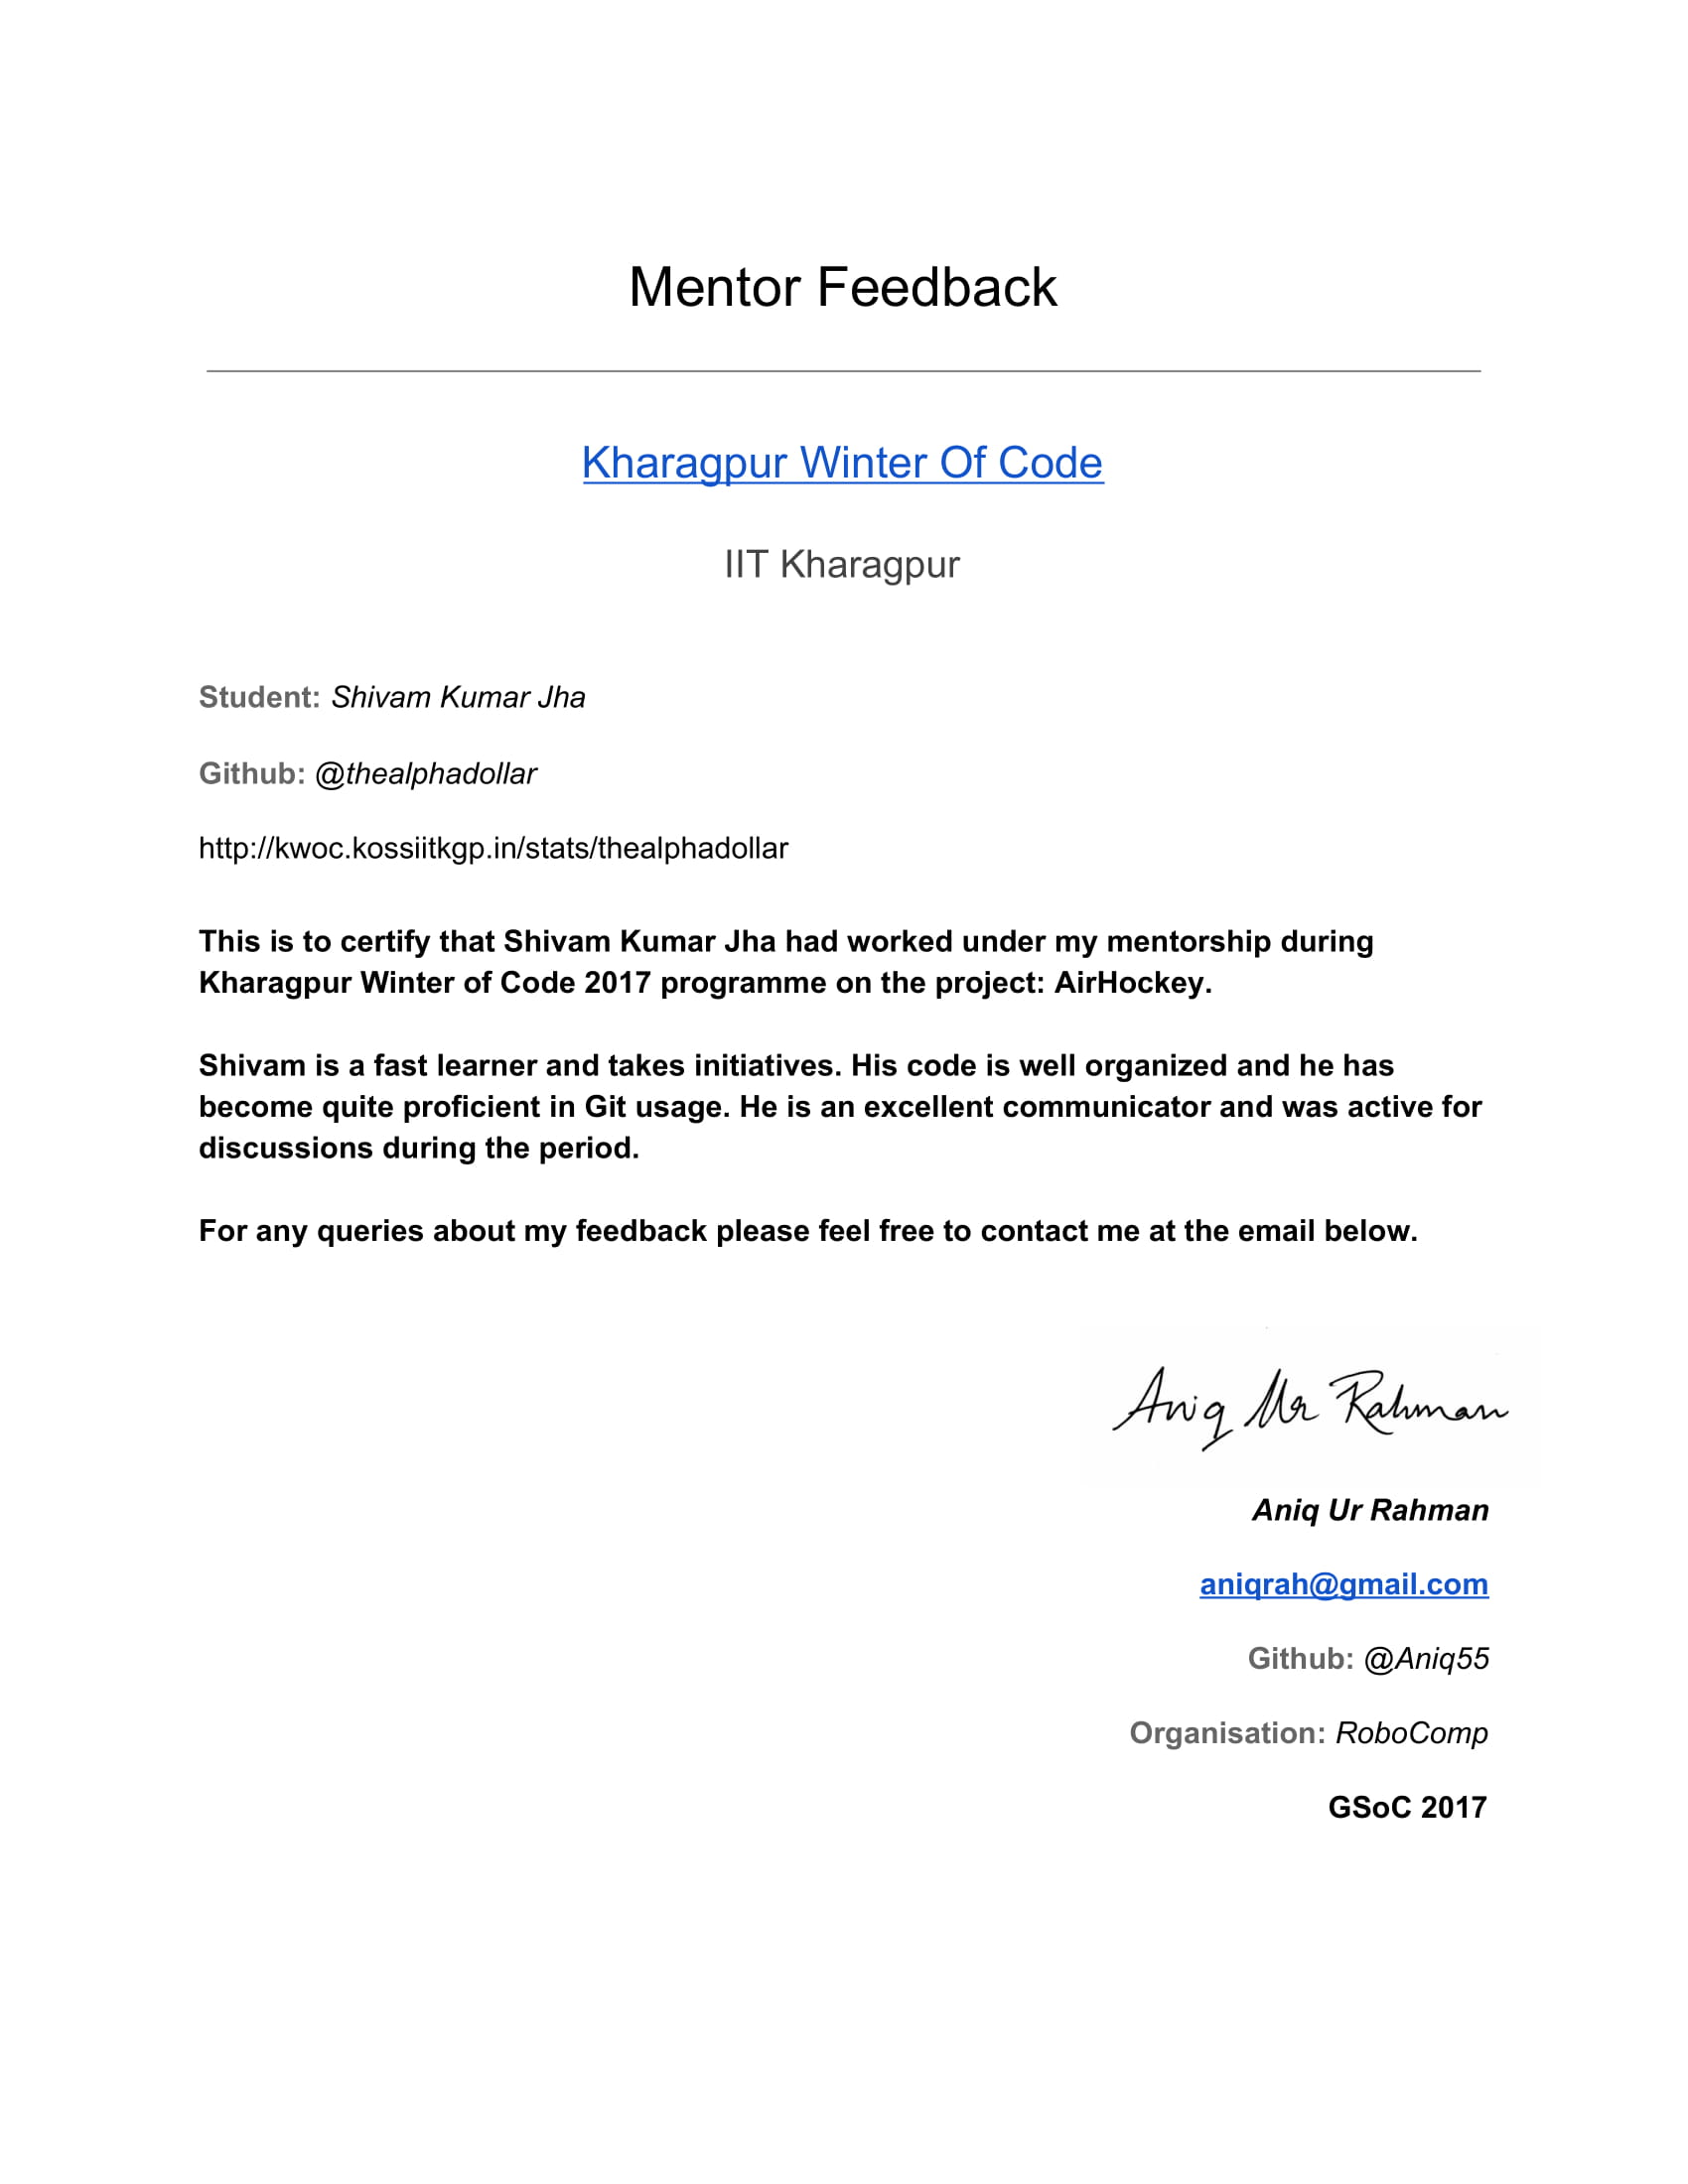 Mentor Feedback
Kharagpur Winter Of Code
IIT Kharagpur
Student: Shivam Kumar Jha
Github: @thealphadollar
http://kwoc.kossiitkgp.in/stats/thealphadollar
This is to certify that Shivam Kumar Jha had worked under my mentorship during
Kharagpur Winter of Code 2017 programme on the project: AirHockey.
Shivam is a fast learner and takes initiatives. His code is well organized and he has
become quite proficient in Git usage. He is an excellent communicator and was active for
discussions during the period.
For any queries about my feedback please feel free to contact me at the email below.
Aniq Ur Rahman
Aniq Ur Rahman
aniqrah@gmail.com
Github: @Aniq55
Organisation: RoboComp
GSoC 2017